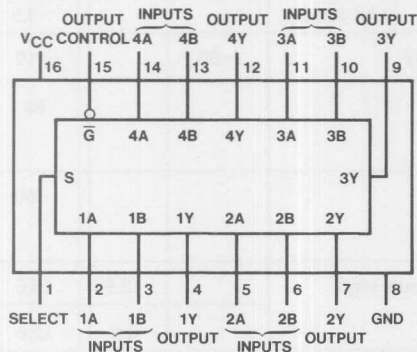 OUTPUT INPUTS OUTPUT INPUTS OUTPUT
VCC CONTROL 4A 4B 4Y 3A 3B 3Y
16 15 14 13 12 11 10 9
G 4A 4B 4Y 3A 3B
S 3Y
1A 1B 1Y 2A 2B 2Y
1 2 3 4 5 6 7 8
SELECT 1A 1B 1Y 2A 2B 2Y GND
INPUTS OUTPUT INPUTS OUTPUT